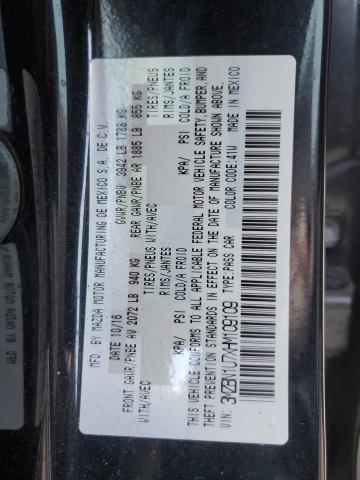 MFD BY MAZDA MOTOR MANUFACTURING DE MEXICO S.A. DE C.V.
DATE: 10/16 GVWR/PNBV 3942 LB 1788 KG
FRONT GAWR/PNBE AV 2072 LB 940 KG REAR GAWR/PNBE AR 1885 LB 855 KG
WITH/AVEC TIRES/PNEUS WITH/AVEC TIRES/PNEUS
RIMS/JANTES RIMS/JANTES
KPA/ PSI COLD/A FROID KPA/ PSI COLD/A FROID
THIS VEHICLE CONFORMS TO ALL APPLICABLE FEDERAL MOTOR VEHICLE SAFETY, BUMPER, AND
THEFT PREVENTION STANDARDS IN EFFECT ON THE DATE OF MANUFACTURE SHOWN ABOVE.
VIN: 3MZBN1U7XHM109109 MADE IN MEXICO
TYPE: PASS CAR COLOR CODE: 41W